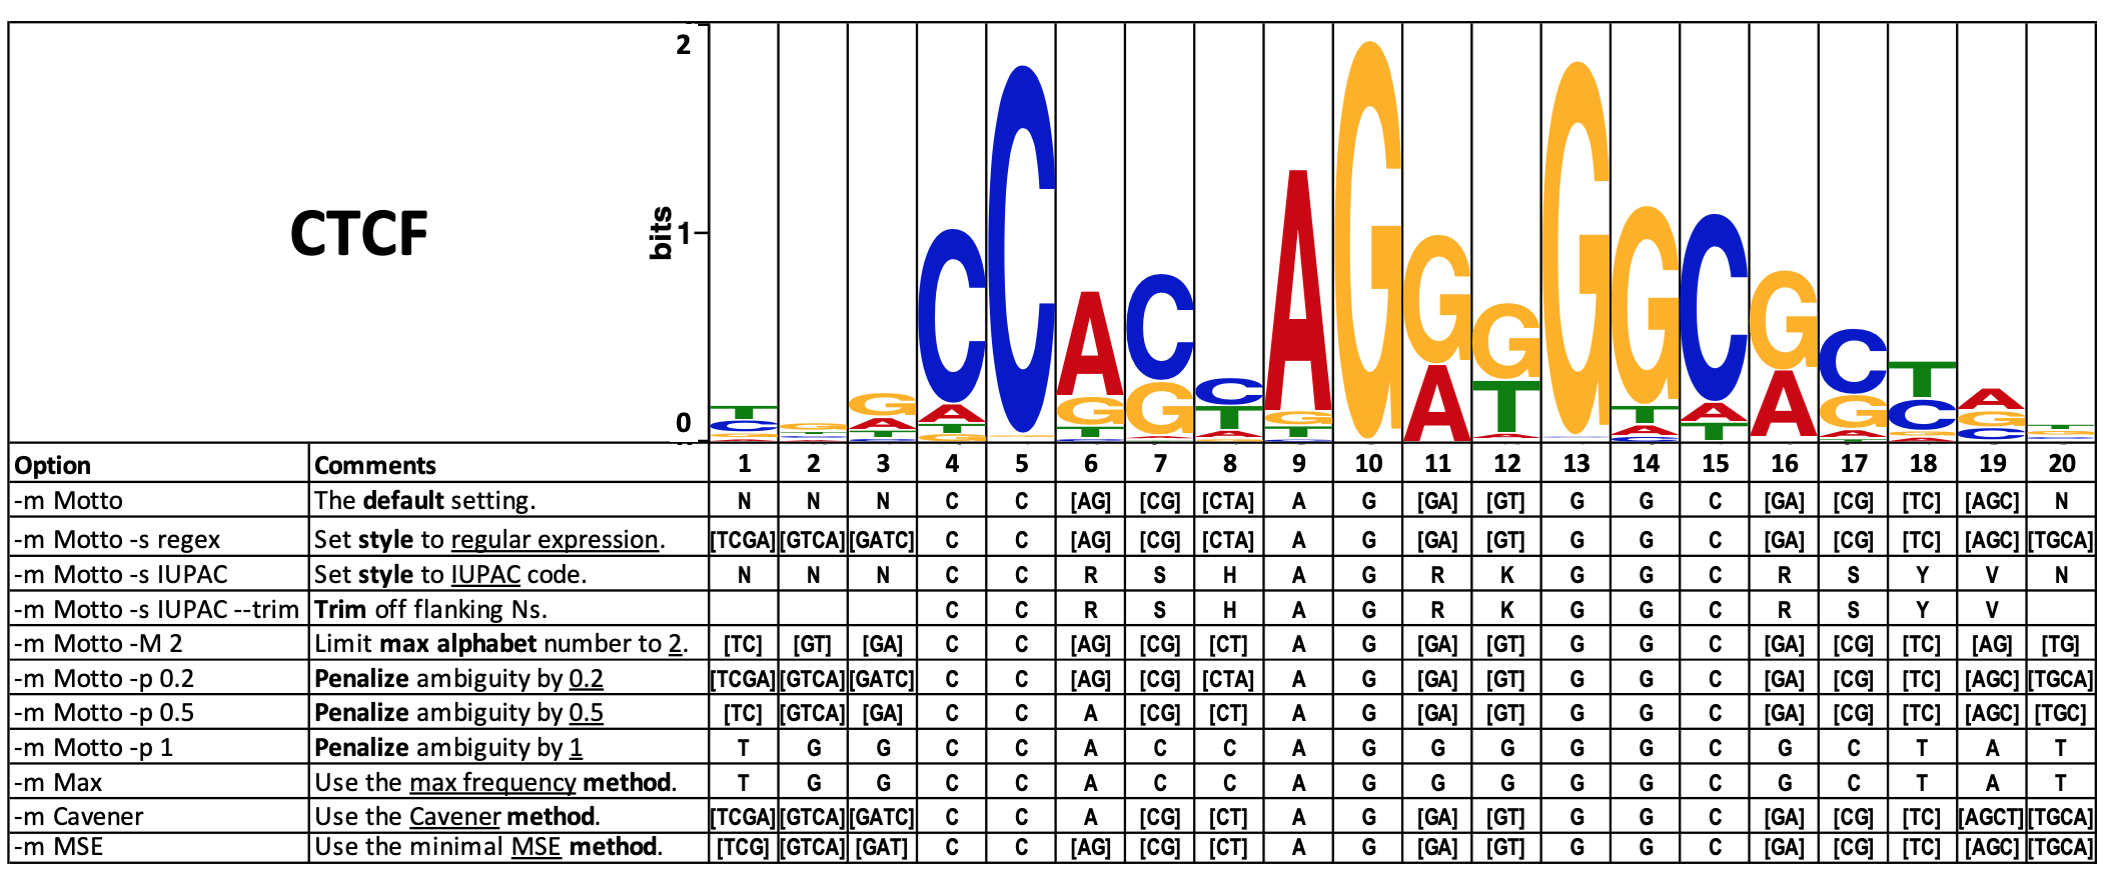 CTCF
bits
2
1
0
T C G A G T C A G A T C C A T G C G A G T C G A C T A A G T G G A G T A G G T A C C A T G A C G A T T C G A A G C T G C
Option Comments 1 2 3 4 5 6 7 8 9 10 11 12 13 14 15 16 17 18 19 20
-m Motto The default setting. N N N C C [AG] [CG] [CTA] A G [GA] [GT] G G C [GA] [CG] [TC] [AGC] N
-m Motto -s regex Set style to regular expression. [TCGA] [GTCA] [GATC] C C [AG] [CG] [CTA] A G [GA] [GT] G G C [GA] [CG] [TC] [AGC] [TGCA]
-m Motto -s IUPAC Set style to IUPAC code. N N N C C R S H A G R K G G C R S Y V N
-m Motto -s IUPAC --trim Trim off flanking Ns. C C R S H A G R K G G C R S Y V
-m Motto -M 2 Limit max alphabet number to 2. [TC] [GT] [GA] C C [AG] [CG] [CT] A G [GA] [GT] G G C [GA] [CG] [TC] [AG] [TG]
-m Motto -p 0.2 Penalize ambiguity by 0.2 [TCGA] [GTCA] [GATC] C C [AG] [CG] [CTA] A G [GA] [GT] G G C [GA] [CG] [TC] [AGC] [TGCA]
-m Motto -p 0.5 Penalize ambiguity by 0.5 [TC] [GTCA] [GA] C C A [CG] [CT] A G [GA] [GT] G G C [GA] [CG] [TC] [AGC] [TGC]
-m Motto -p 1 Penalize ambiguity by 1 T G G C C A C C A G G G G G C G C T A T
-m Max Use the max frequency method. T G G C C A C C A G G G G G C G C T A T
-m Cavener Use the Cavener method. [TCGA] [GTCA] [GATC] C C A [CG] [CT] A G [GA] [GT] G G C [GA] [CG] [TC] [AGCT] [TGCA]
-m MSE Use the minimal MSE method. [TCG] [GTCA] [GAT] C C [AG] [CG] [CT] A G [GA] [GT] G G C [GA] [CG] [TC] [AGC] [TGCA]